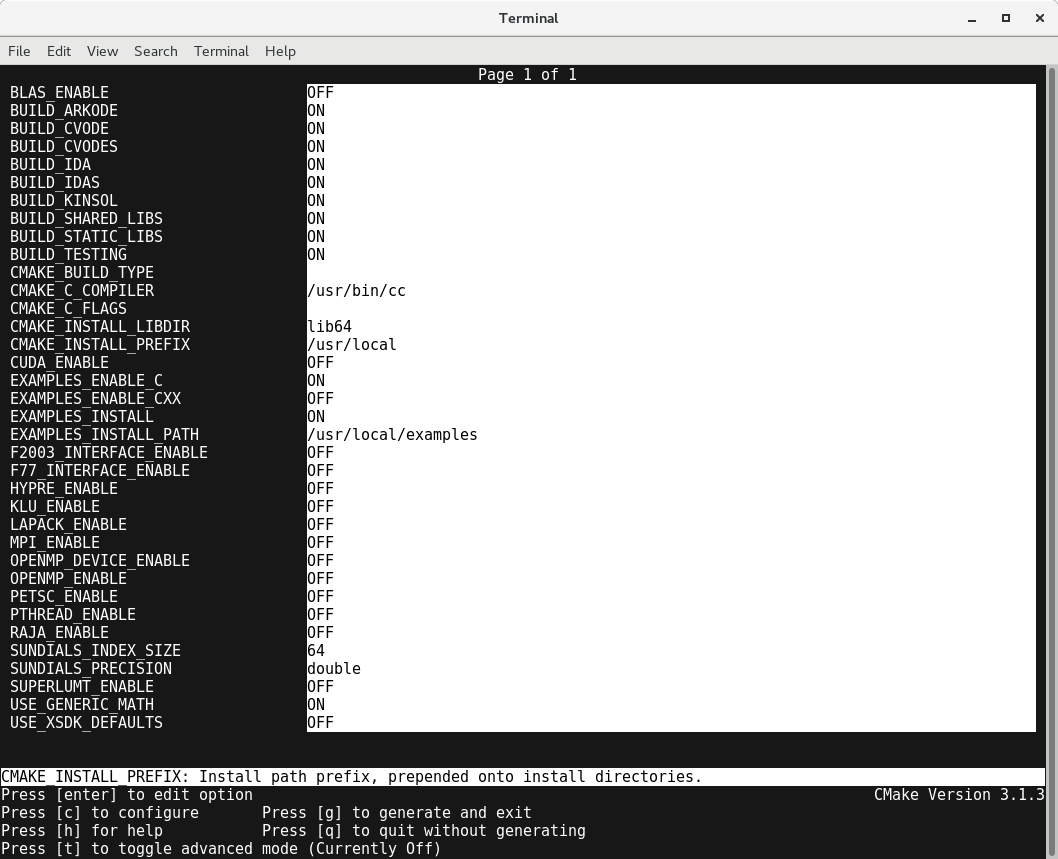 Terminal
File Edit View Search Terminal Help
Page 1 of 1
BLAS_ENABLE OFF
BUILD_ARKODE ON
BUILD_CVODE ON
BUILD_CVODES ON
BUILD_IDA ON
BUILD_IDAS ON
BUILD_KINSOL ON
BUILD_SHARED_LIBS ON
BUILD_STATIC_LIBS ON
BUILD_TESTING ON
CMAKE_BUILD_TYPE
CMAKE_C_COMPILER /usr/bin/cc
CMAKE_C_FLAGS
CMAKE_INSTALL_LIBDIR lib64
CMAKE_INSTALL_PREFIX /usr/local
CUDA_ENABLE OFF
EXAMPLES_ENABLE_C ON
EXAMPLES_ENABLE_CXX OFF
EXAMPLES_INSTALL ON
EXAMPLES_INSTALL_PATH /usr/local/examples
F2003_INTERFACE_ENABLE OFF
F77_INTERFACE_ENABLE OFF
HYPRE_ENABLE OFF
KLU_ENABLE OFF
LAPACK_ENABLE OFF
MPI_ENABLE OFF
OPENMP_DEVICE_ENABLE OFF
OPENMP_ENABLE OFF
PETSC_ENABLE OFF
PTHREAD_ENABLE OFF
RAJA_ENABLE OFF
SUNDIALS_INDEX_SIZE 64
SUNDIALS_PRECISION double
SUPERLUMT_ENABLE OFF
USE_GENERIC_MATH ON
USE_XSDK_DEFAULTS OFF
CMAKE_INSTALL_PREFIX: Install path prefix, prepended onto install directories.
Press [enter] to edit option CMake Version 3.1.3
Press [c] to configure Press [g] to generate and exit
Press [h] for help Press [q] to quit without generating
Press [t] to toggle advanced mode (Currently Off)